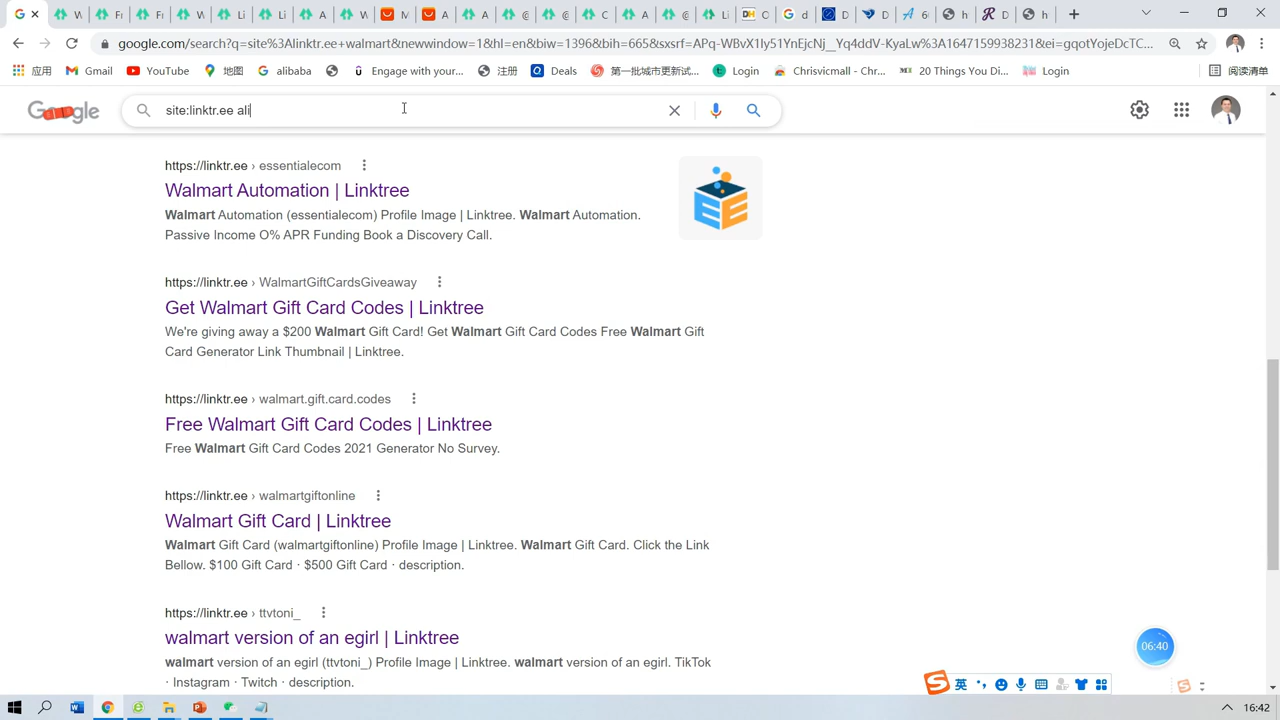 G
W
Fr
Fr
W
Li
Li
A
W
M
A
A
@
@
C
A
@
Li
DH C
G d
D
D
A 6
h
R D
h
google.com/search?q=site%3Alinktr.ee+walmart&newwindow=1&hl=en&biw=1396&bih=665&sxsrf=APq-WBvX1Iy51YnEjcNj__Yq4ddV-KyaLw%3A1647159938231&ei=gqotYojeDcTC...
应用
Gmail
YouTube
地图
alibaba
Engage with your...
注册
Deals
第一批城市更新试...
Login
Chrisvicmall - Chr...
20 Things You Di...
Login
阅读清单
Google
site:linktr.ee ali
https://linktr.ee › essentialecom
Walmart Automation | Linktree
Walmart Automation (essentialecom) Profile Image | Linktree. Walmart Automation.
Passive Income O% APR Funding Book a Discovery Call.
https://linktr.ee › WalmartGiftCardsGiveaway
Get Walmart Gift Card Codes | Linktree
We're giving away a $200 Walmart Gift Card! Get Walmart Gift Card Codes Free Walmart Gift
Card Generator Link Thumbnail | Linktree.
https://linktr.ee › walmart.gift.card.codes
Free Walmart Gift Card Codes | Linktree
Free Walmart Gift Card Codes 2021 Generator No Survey.
https://linktr.ee › walmartgiftonline
Walmart Gift Card | Linktree
Walmart Gift Card (walmartgiftonline) Profile Image | Linktree. Walmart Gift Card. Click the Link
Bellow. $100 Gift Card · $500 Gift Card · description.
https://linktr.ee › ttvtoni_
walmart version of an egirl | Linktree
walmart version of an egirl (ttvtoni_) Profile Image | Linktree. walmart version of an egirl. TikTok
· Instagram · Twitch · description.
06:40
英
16:42